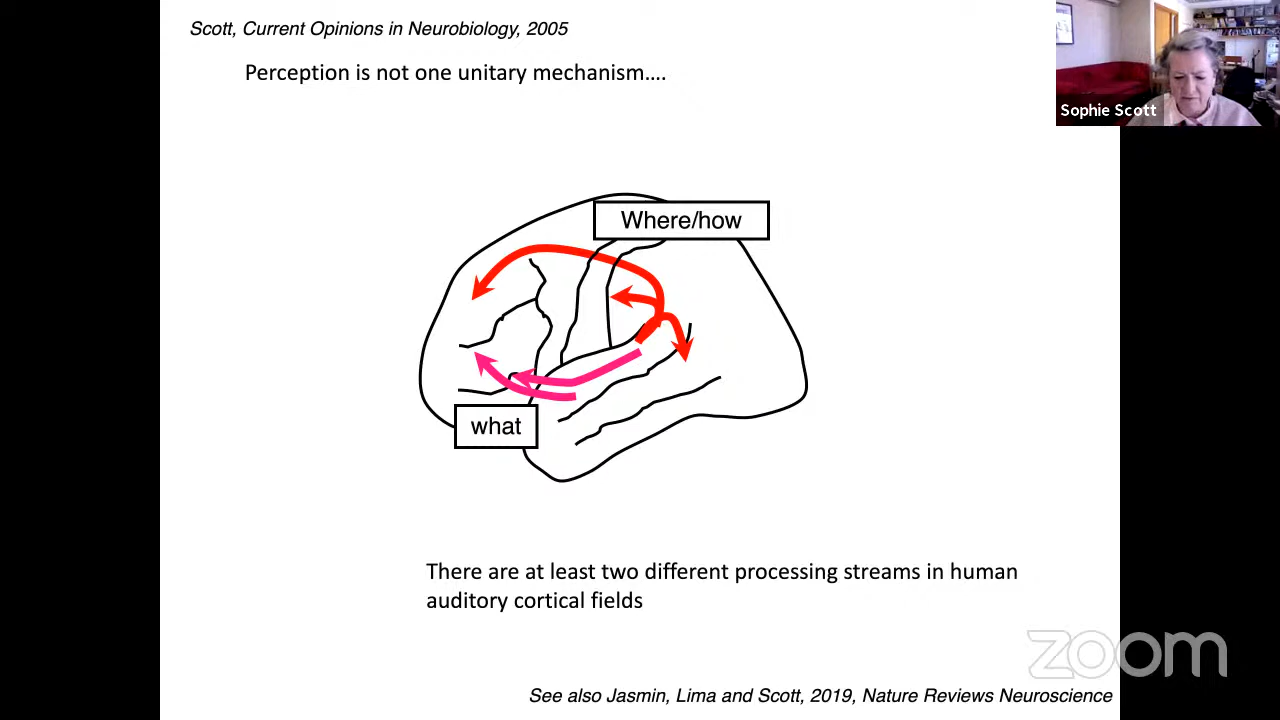 Scott, Current Opinions in Neurobiology, 2005
Perception is not one unitary mechanism....
Sophie Scott
Where/how
what
There are at least two different processing streams in human
auditory cortical fields
zoom
See also Jasmin, Lima and Scott, 2019, Nature Reviews Neuroscience